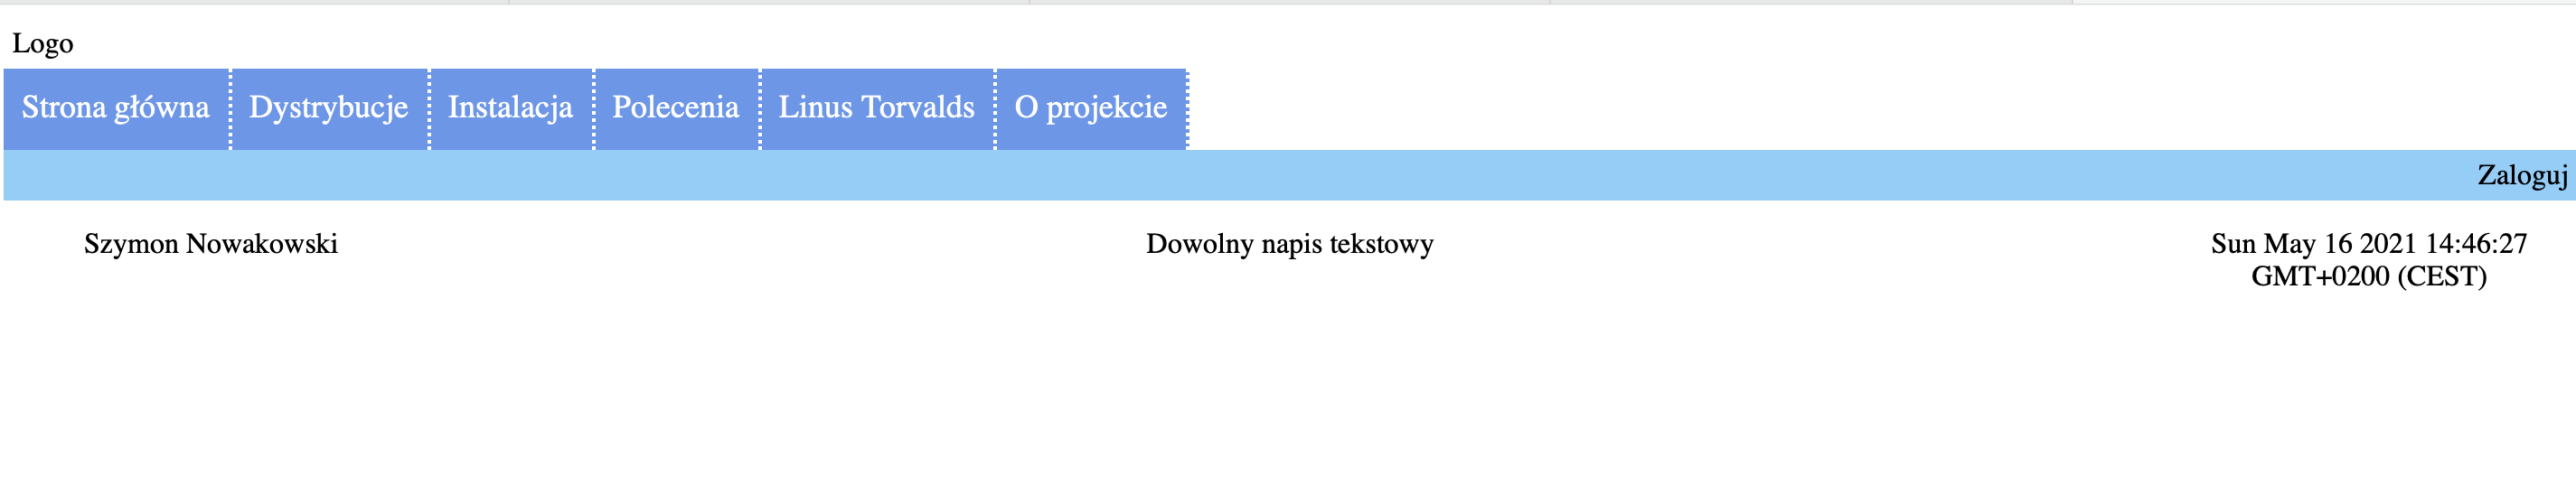 Logo
Strona główna Dystrybucje Instalacja Polecenia Linus Torvalds O projekcie
Zaloguj
Szymon Nowakowski Dowolny napis tekstowy Sun May 16 2021 14:46:27
GMT+0200 (CEST)